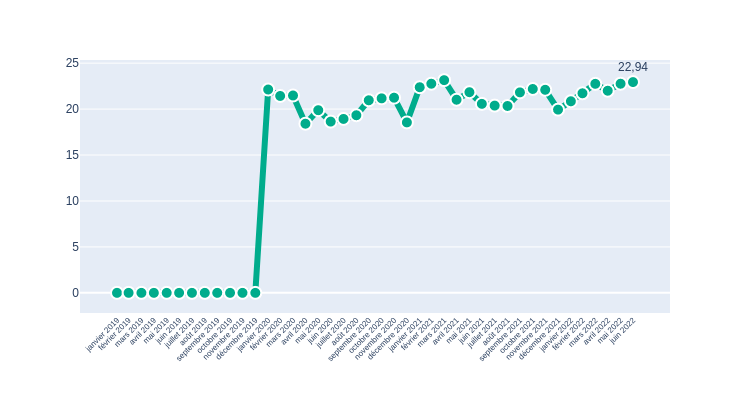 22,94
25
20
15
10
5
0
janvier 2019
février 2019
mars 2019
avril 2019
mai 2019
juin 2019
juillet 2019
août 2019
septembre 2019
octobre 2019
novembre 2019
décembre 2019
janvier 2020
février 2020
mars 2020
avril 2020
mai 2020
juin 2020
juillet 2020
août 2020
septembre 2020
octobre 2020
novembre 2020
décembre 2020
janvier 2021
février 2021
mars 2021
avril 2021
mai 2021
juin 2021
juillet 2021
août 2021
septembre 2021
octobre 2021
novembre 2021
décembre 2021
janvier 2022
février 2022
mars 2022
avril 2022
mai 2022
juin 2022